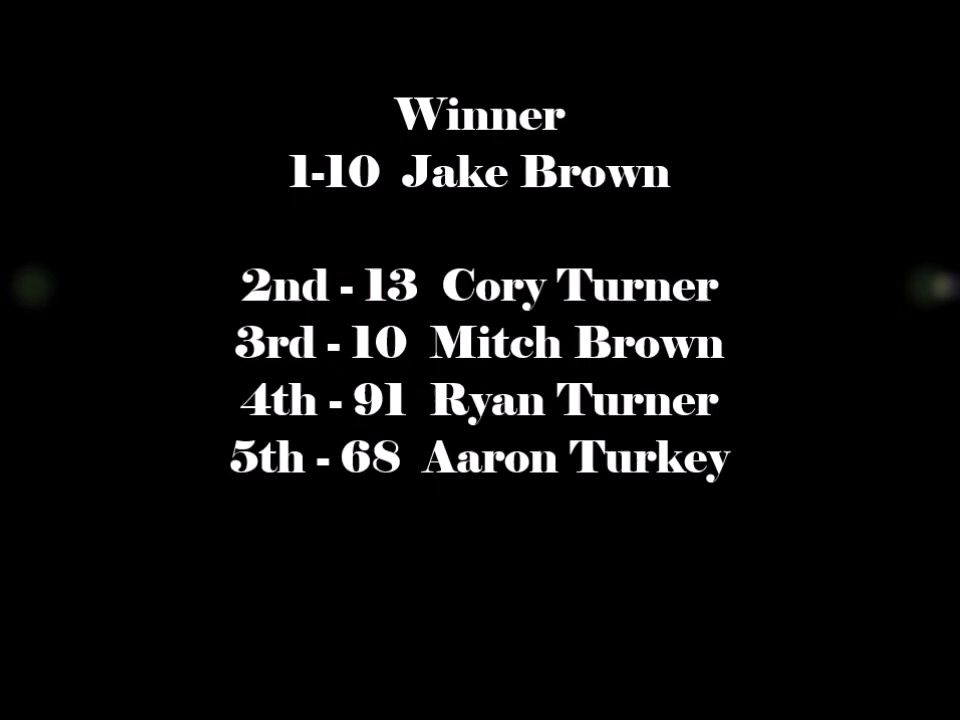 Winner
1-10 Jake Brown
2nd - 13 Cory Turner
3rd - 10 Mitch Brown
4th - 91 Ryan Turner
5th - 68 Aaron Turkey